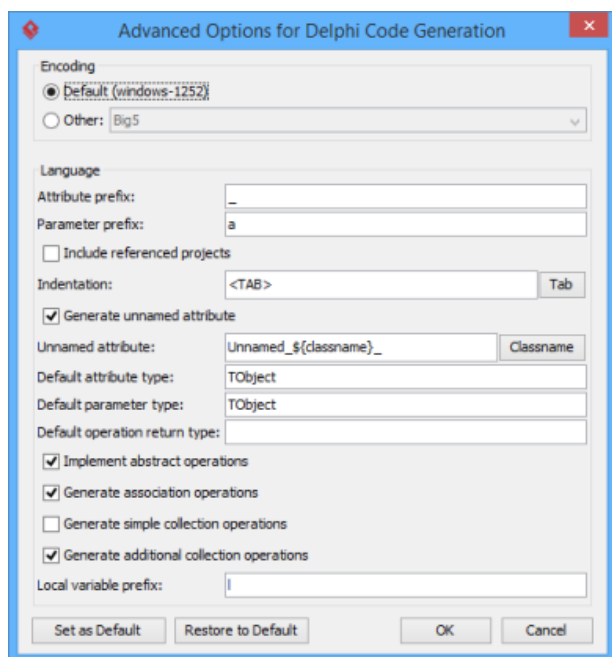 Advanced Options for Delphi Code Generation
Encoding
Default (windows-1252)
Other: Big5
Language
Attribute prefix: _
Parameter prefix: a
Include referenced projects
Indentation: <TAB> Tab
Generate unnamed attribute
Unnamed attribute: Unnamed_${classname}_ Classname
Default attribute type: TObject
Default parameter type: TObject
Default operation return type:
Implement abstract operations
Generate association operations
Generate simple collection operations
Generate additional collection operations
Local variable prefix: l
Set as Default Restore to Default OK Cancel